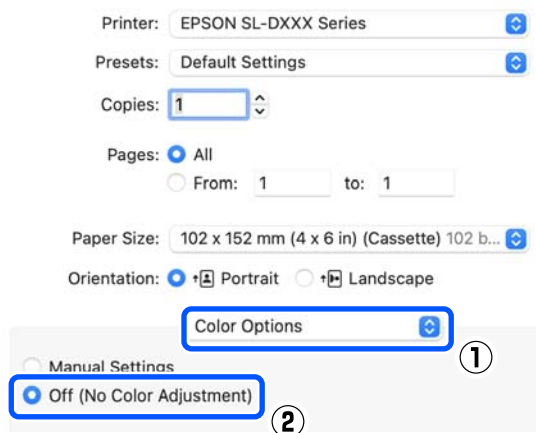 Printer: EPSON SL-DXXX Series
Presets: Default Settings
Copies: 1
Pages: All
From: 1 to: 1
Paper Size: 102 x 152 mm (4 x 6 in) (Cassette) 102 b...
Orientation: Portrait Landscape
Color Options
①
Manual Settings
Off (No Color Adjustment)
②